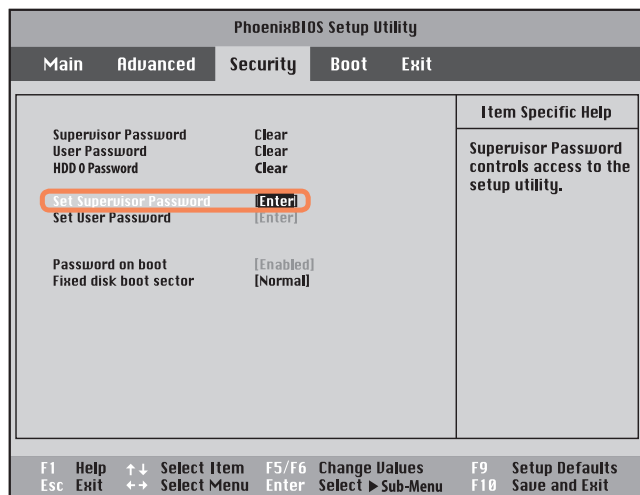 PhoenixBIOS Setup Utility
Main Advanced Security Boot Exit
Supervisor Password Clear
User Password Clear
HDD 0 Password Clear
Set Supervisor Password [Enter]
Set User Password [Enter]
Password on boot [Enabled]
Fixed disk boot sector [Normal]
Item Specific Help
Supervisor Password
controls access to the
setup utility.
F1 Help ↑↓ Select Item F5/F6 Change Values F9 Setup Defaults
Esc Exit ←→ Select Menu Enter Select ▶ Sub-Menu F10 Save and Exit